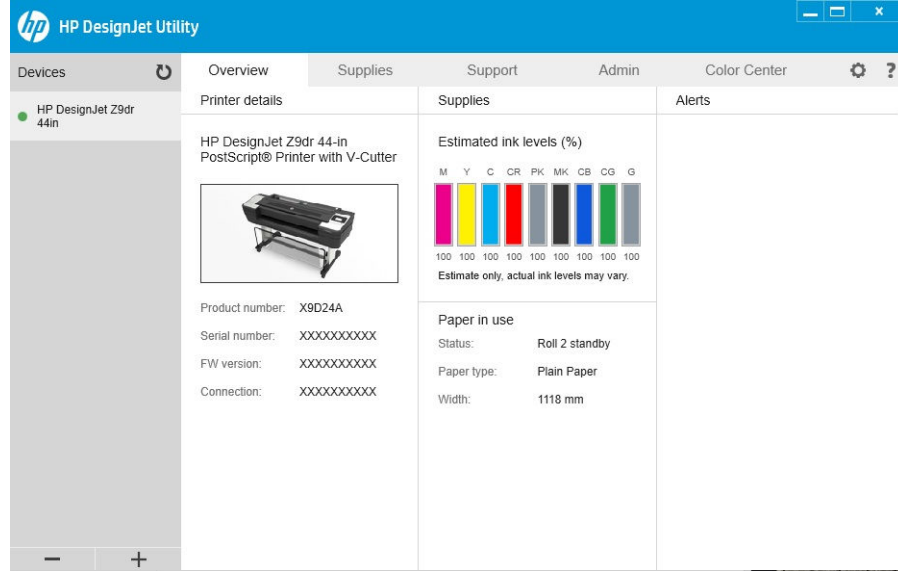 hp HP DesignJet Utility
Devices
Overview Supplies Support Admin Color Center ?
HP DesignJet Z9dr
44in
Printer details
HP DesignJet Z9dr 44-in
PostScript® Printer with V-Cutter
Product number: X9D24A
Serial number: XXXXXXXXXX
FW version: XXXXXXXXXX
Connection: XXXXXXXXXX
Supplies
Estimated ink levels (%)
M Y C CR PK MK CB CG G
100 100 100 100 100 100 100 100 100
Estimate only, actual ink levels may vary.
Paper in use
Status: Roll 2 standby
Paper type: Plain Paper
Width: 1118 mm
Alerts